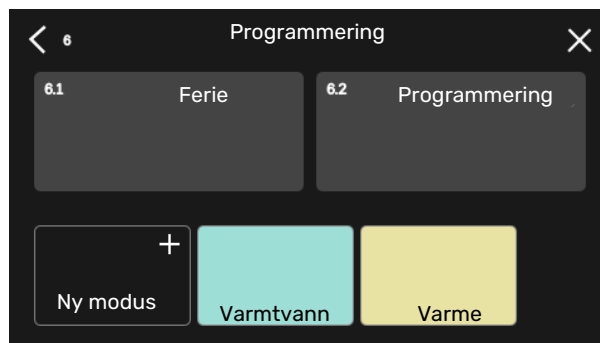 6 Programmering
6.1 Ferie 6.2 Programmering
Ny modus Varmtvann Varme